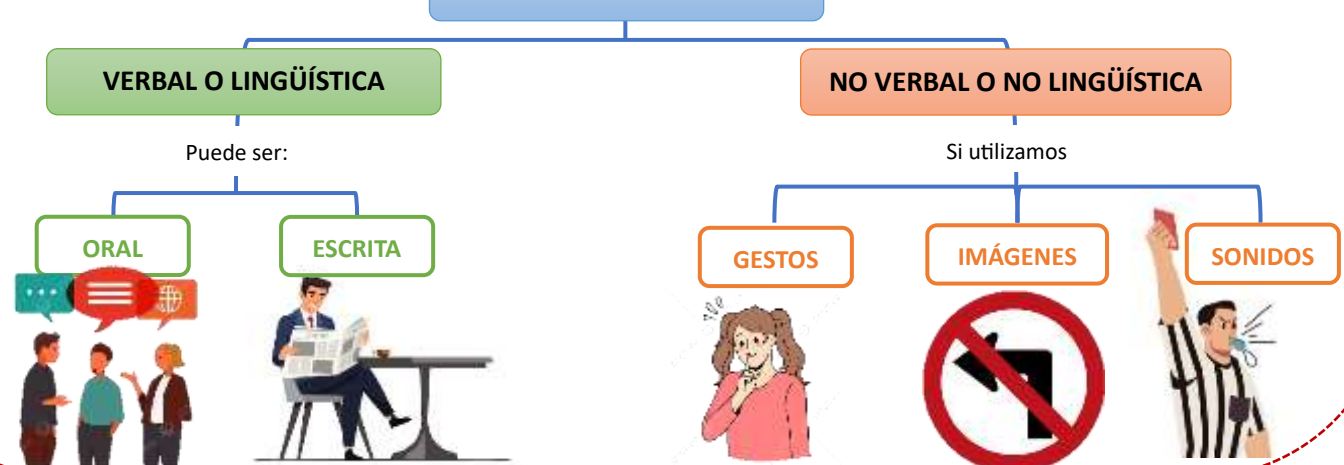 VERBAL O LINGÜÍSTICA
NO VERBAL O NO LINGÜÍSTICA
Puede ser:
Si utilizamos
ORAL
ESCRITA
GESTOS
IMÁGENES
SONIDOS